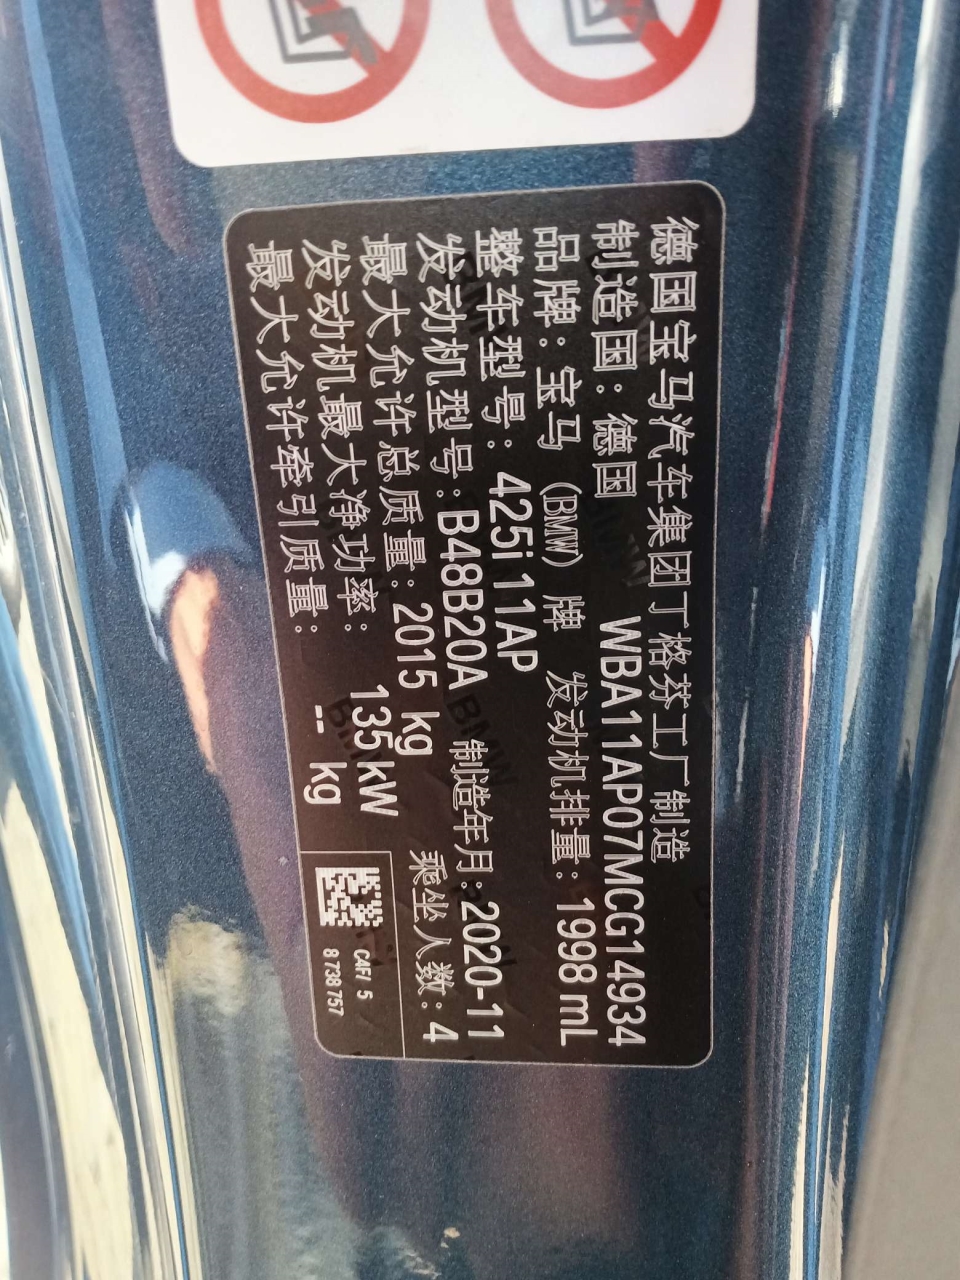 德国宝马汽车集团丁格芬工厂制造
制造国：德国 WBA11AP07MCG14934
品牌：宝马 (BMW) 牌 发动机排量：1998 mL
整车型号：425i 11AP
发动机型号：B48B20A 制造年月：2020-11
最大允许总质量：2015 kg 乘坐人数：4
发动机最大净功率： 135 kW
最大允许牵引质量： -- kg
C4F/ 5
8 738 757